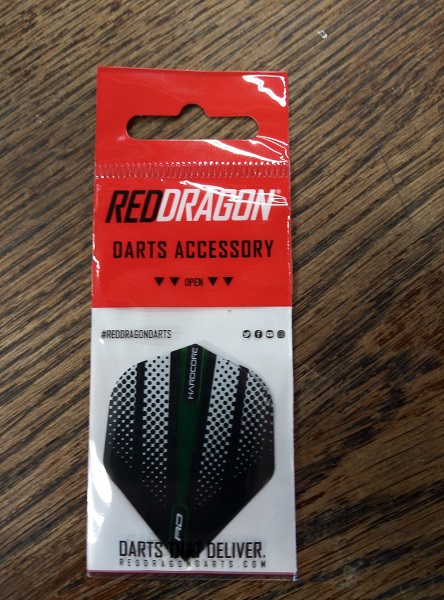 REDDRAGON®
DARTS ACCESSORY
OPEN
#REDDRAGONDARTS
HARDCORE
RD
DARTS THAT DELIVER.
REDDRAGONDARTS.COM